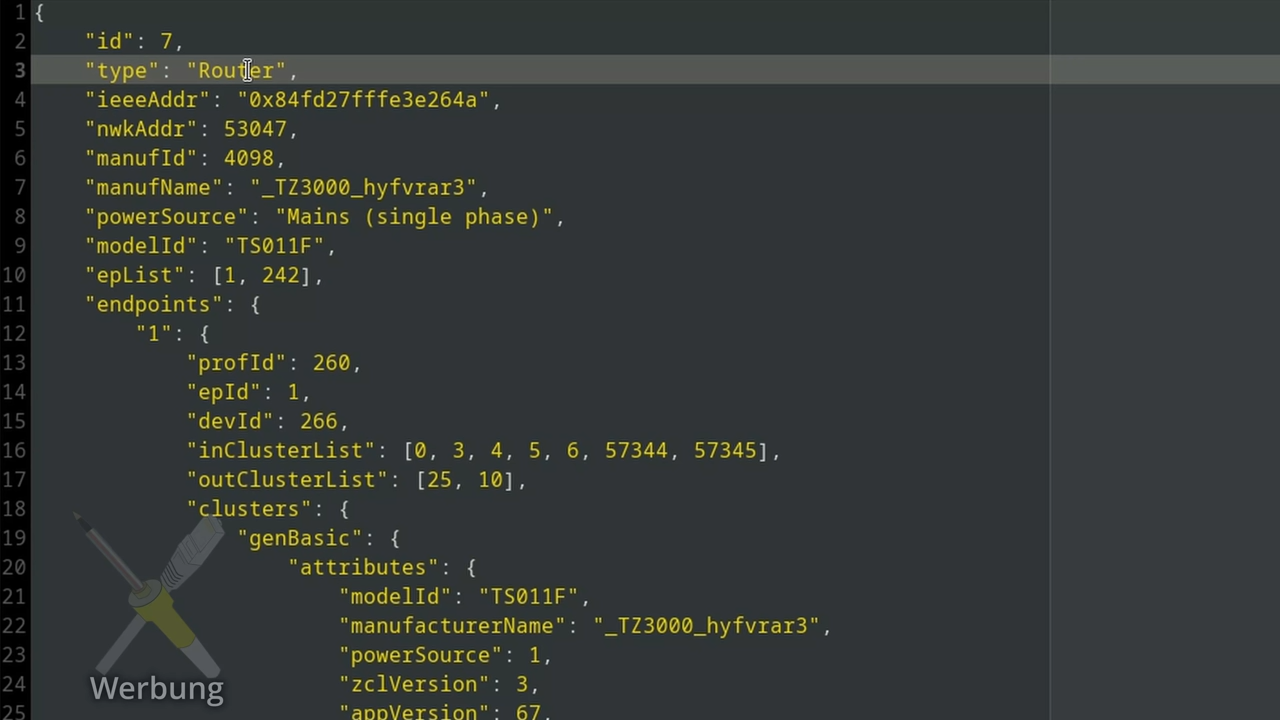 1 {
2 "id": 7,
3 "type": "Router",
4 "ieeeAddr": "0x84fd27fffe3e264a",
5 "nwkAddr": 53047,
6 "manufId": 4098,
7 "manufName": "_TZ3000_hyfvrar3",
8 "powerSource": "Mains (single phase)",
9 "modelId": "TS011F",
10 "epList": [1, 242],
11 "endpoints": {
12 "1": {
13 "profId": 260,
14 "epId": 1,
15 "devId": 266,
16 "inClusterList": [0, 3, 4, 5, 6, 57344, 57345],
17 "outClusterList": [25, 10],
18 "clusters": {
19 "genBasic": {
20 "attributes": {
21 "modelId": "TS011F",
22 "manufacturerName": "_TZ3000_hyfvrar3",
23 "powerSource": 1,
24 "zclVersion": 3,
25 "appVersion": 67,
Werbung